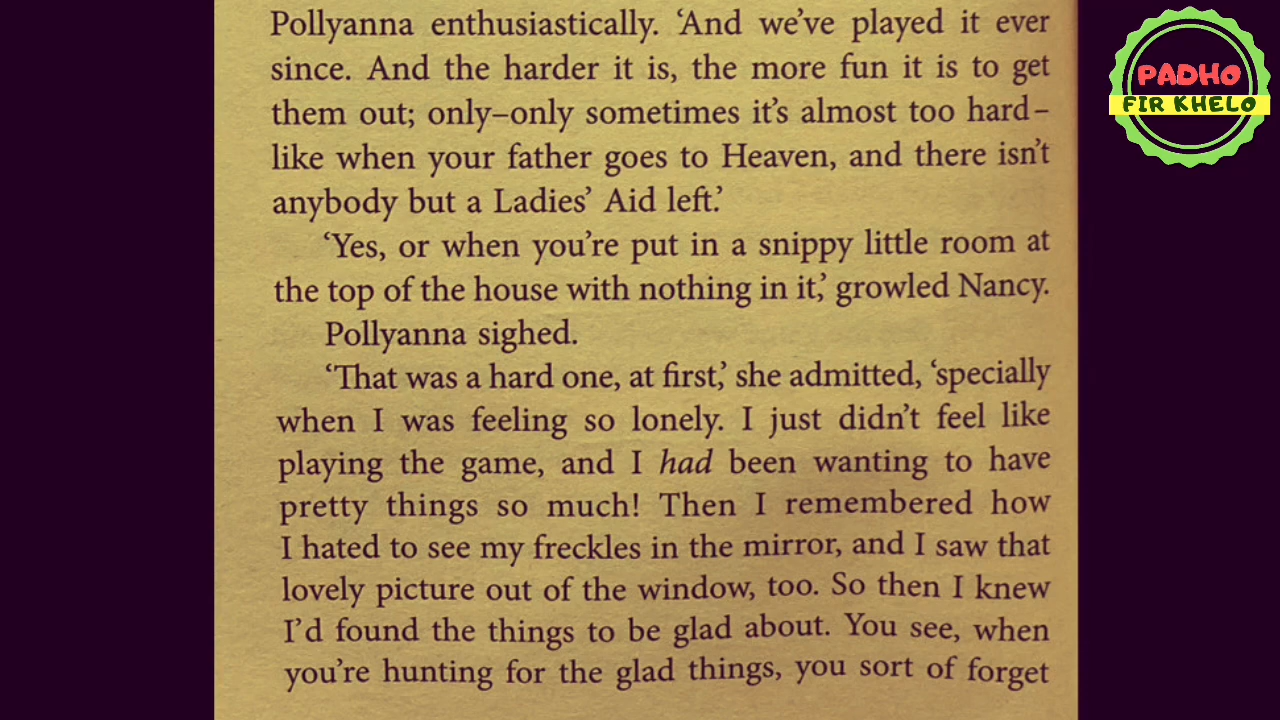 Pollyanna enthusiastically. ‘And we’ve played it ever
since. And the harder it is, the more fun it is to get
them out; only–only sometimes it’s almost too hard–
like when your father goes to Heaven, and there isn’t
anybody but a Ladies’ Aid left.’
‘Yes, or when you’re put in a snippy little room at
the top of the house with nothing in it,’ growled Nancy.
Pollyanna sighed.
‘That was a hard one, at first,’ she admitted, ‘specially
when I was feeling so lonely. I just didn’t feel like
playing the game, and I had been wanting to have
pretty things so much! Then I remembered how
I hated to see my freckles in the mirror, and I saw that
lovely picture out of the window, too. So then I knew
I’d found the things to be glad about. You see, when
you’re hunting for the glad things, you sort of forget
PADHO
FIR KHELO